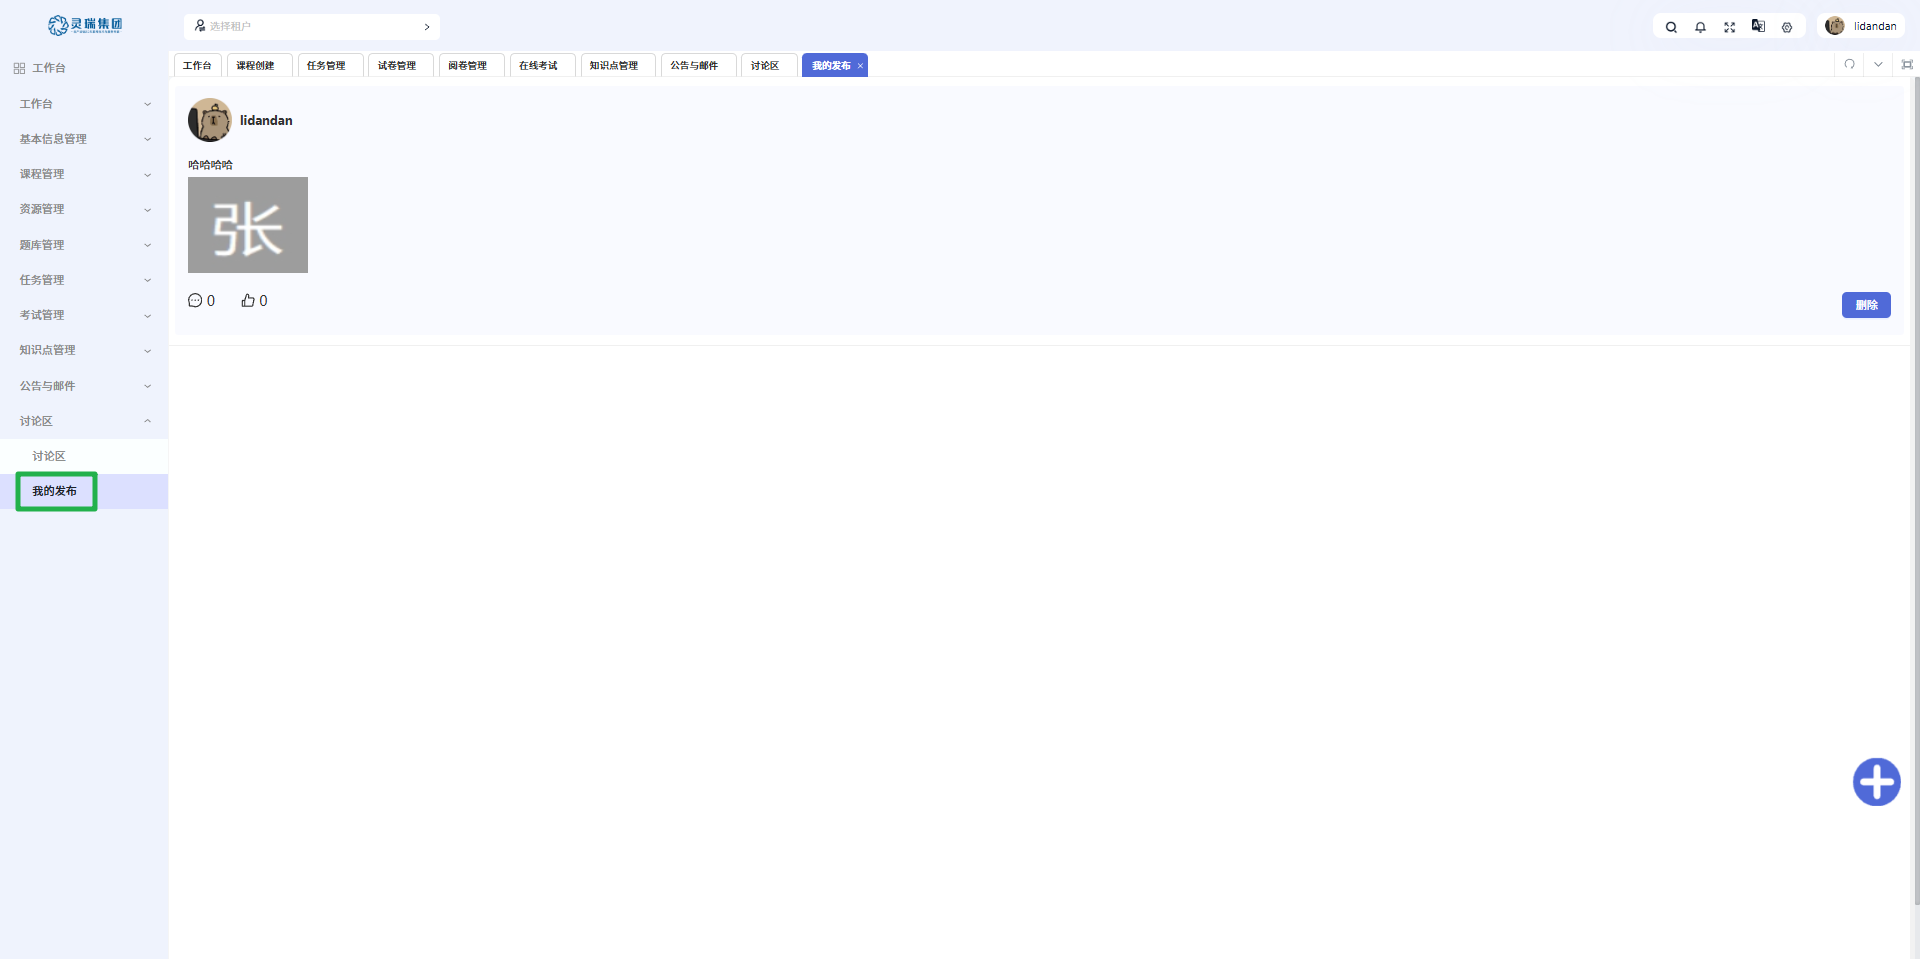 灵瑞集团
选择租户
lidandan
工作台
工作台
基本信息管理
课程管理
资源管理
题库管理
任务管理
考试管理
知识点管理
公告与邮件
讨论区
讨论区
我的发布
工作台 课程创建 任务管理 试卷管理 阅卷管理 在线考试 知识点管理 公告与邮件 讨论区 我的发布
lidandan
哈哈哈哈
张
0 0
删除